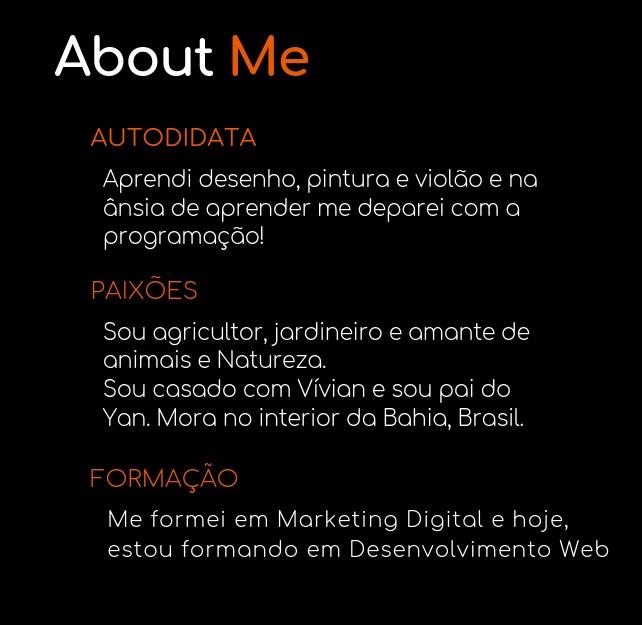 About Me
AUTODIDATA
Aprendi desenho, pintura e violão e na
ânsia de aprender me deparei com a
programação!
PAIXÕES
Sou agricultor, jardineiro e amante de
animais e Natureza.
Sou casado com Vívian e sou pai do
Yan. Mora no interior da Bahia, Brasil.
FORMAÇÃO
Me formei em Marketing Digital e hoje,
estou formando em Desenvolvimento Web